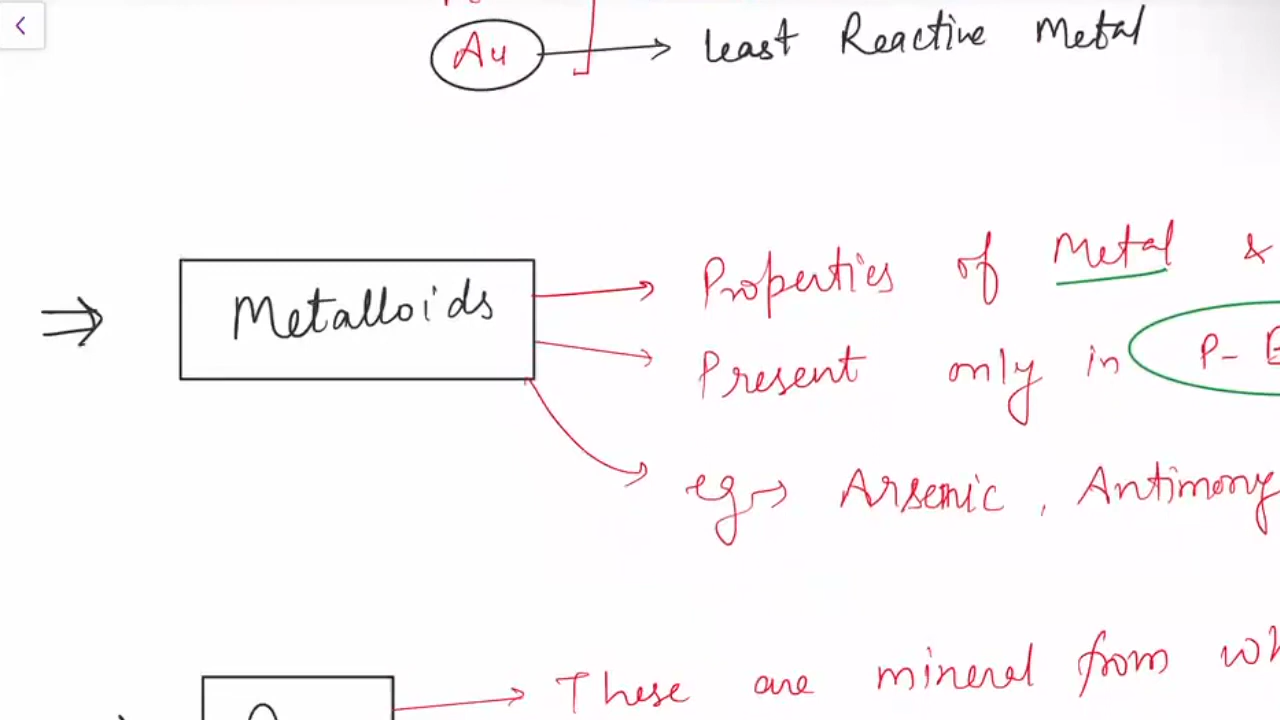 Au → least Reactive Metal
⇒ Metalloids
→ Properties of Metal &
→ Present only in P-
→ eg → Arsenic, Antimony
→ These are mineral from